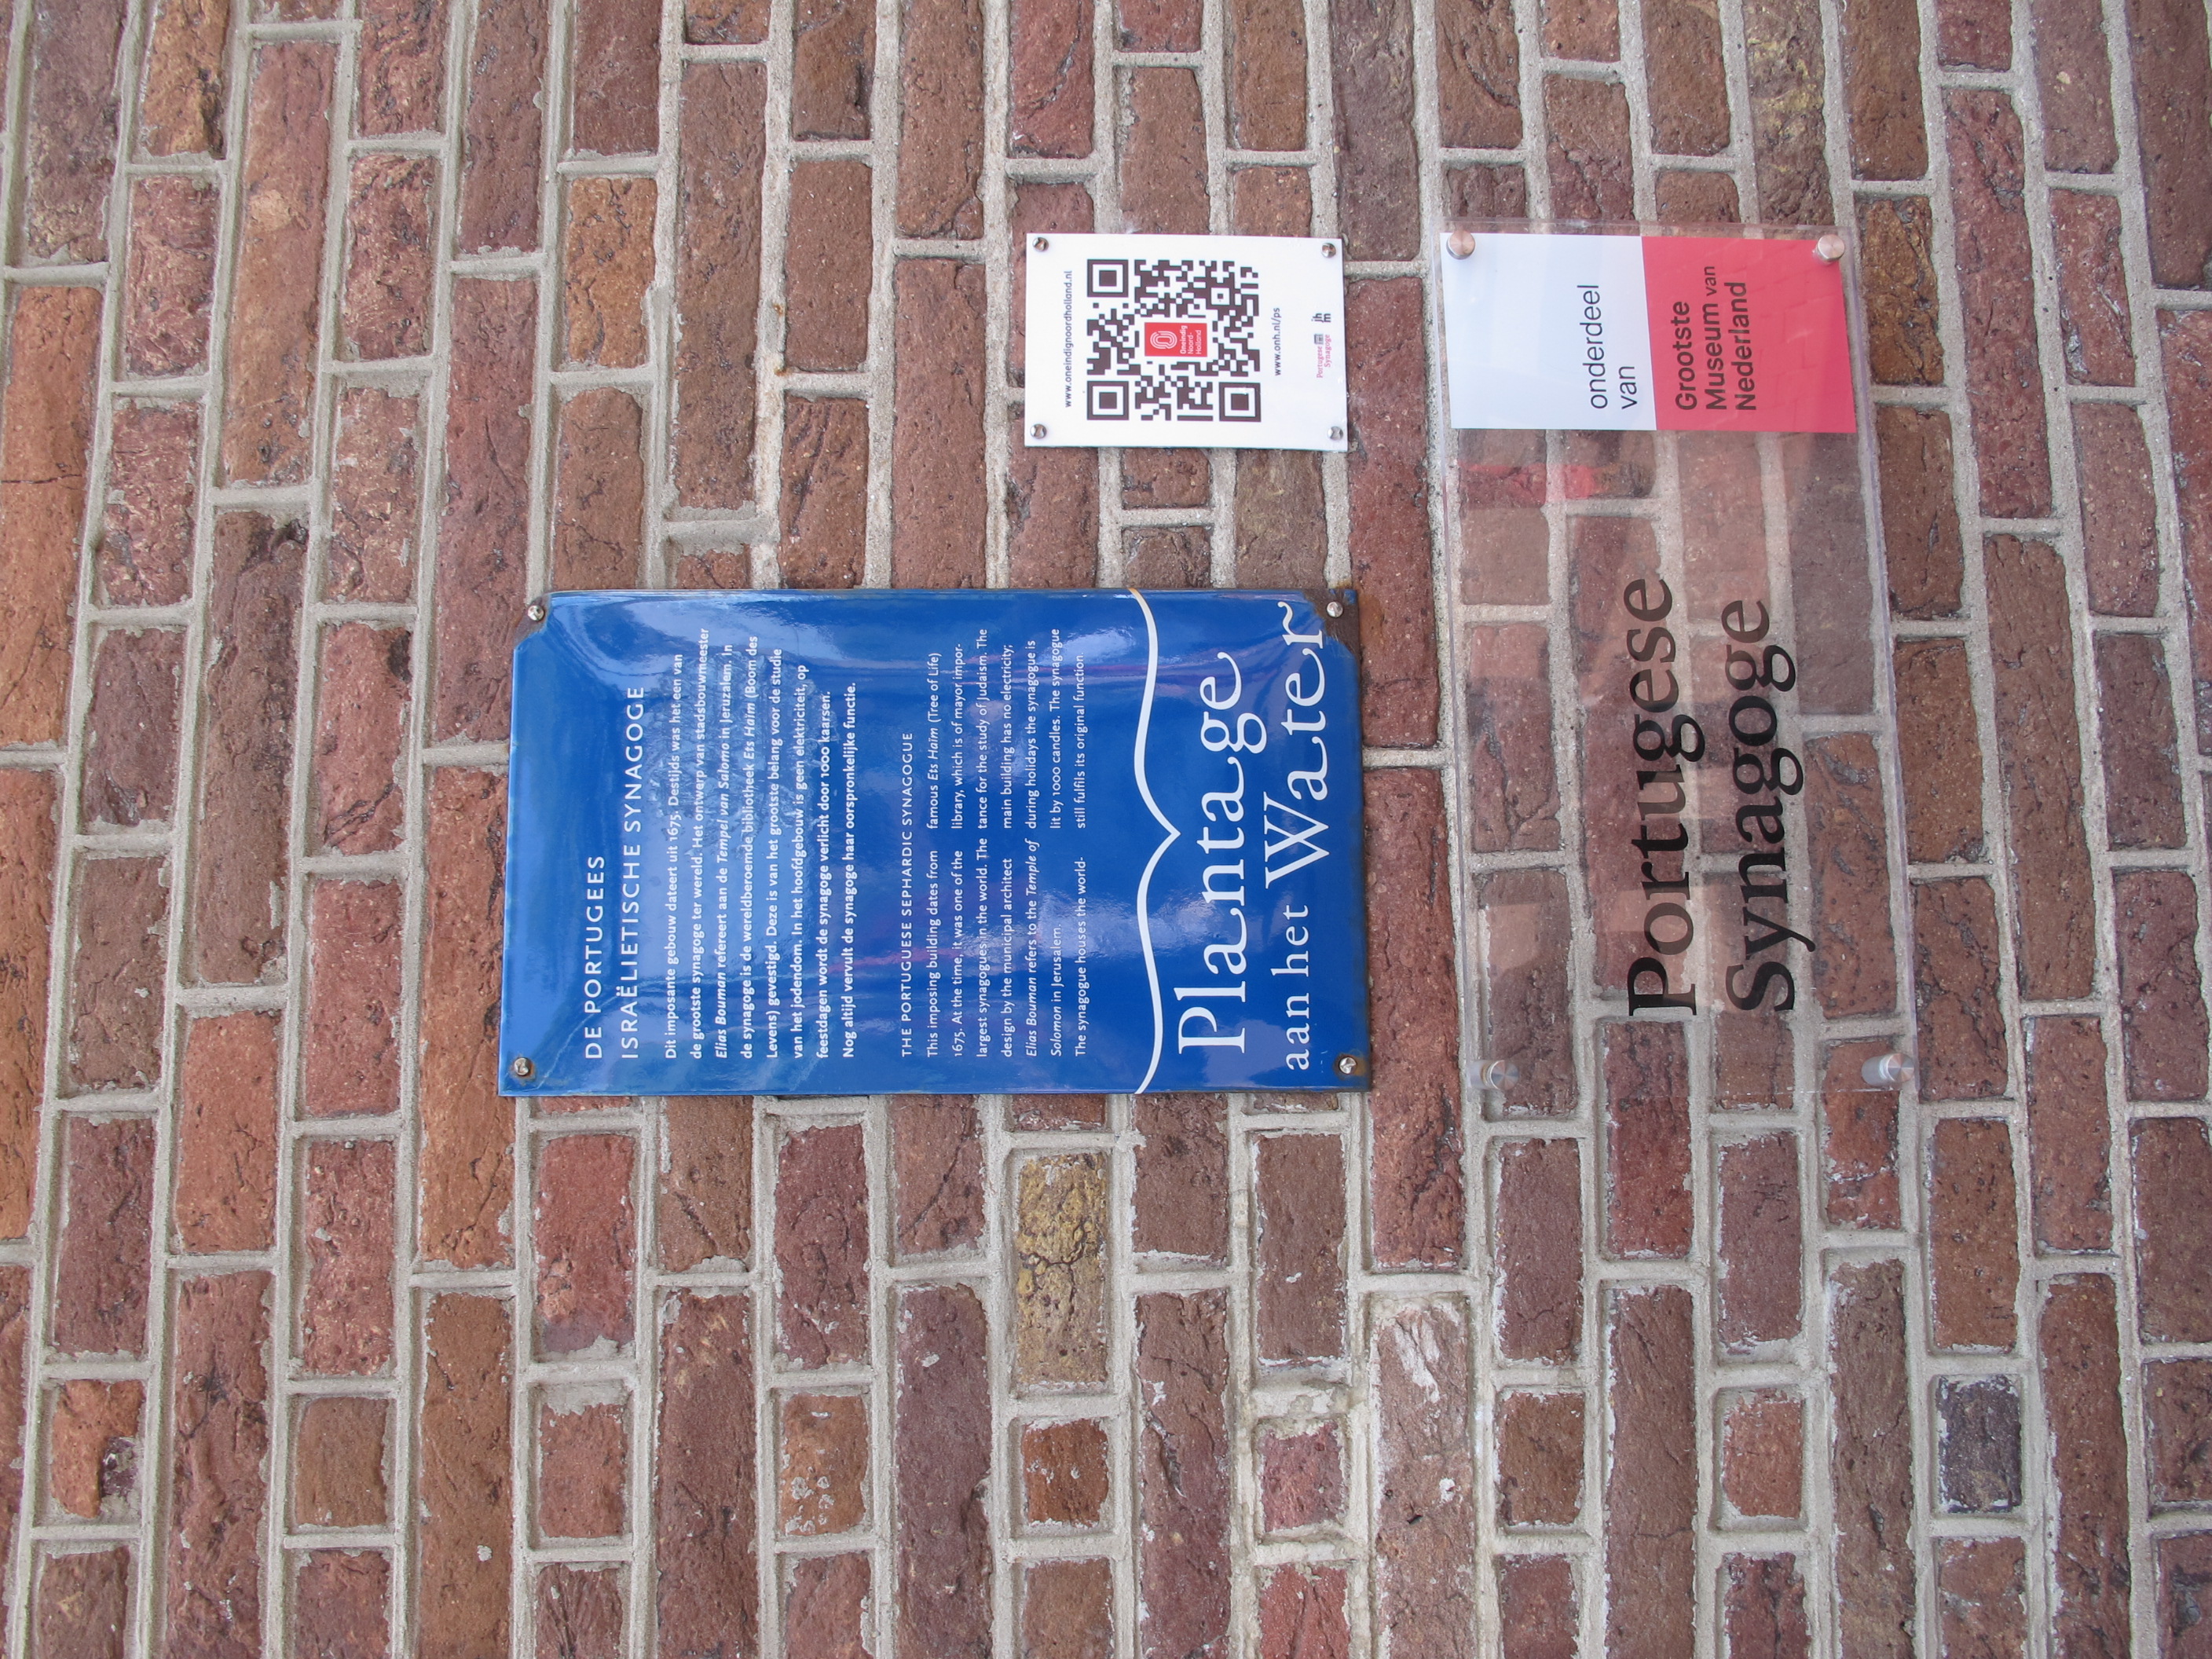 DE PORTUGEES
ISRAËLIETISCHE SYNAGOGE
Dit imposante gebouw dateert uit 1675. Destijds was het een van
de grootste synagoge ter wereld. Het ontwerp van stadsbouwmeester
Elias Bouman refereert aan de Tempel van Salomo in Jeruzalem. In
de synagoge is de wereldberoemde bibliotheek Ets Haim (Boom des
Levens) gevestigd. Deze is van het grootste belang voor de studie
van het jodendom. In het hoofdgebouw is geen elektriciteit, op
feestdagen wordt de synagoge verlicht door 1000 kaarsen.
Nog altijd vervult de synagoge haar oorspronkelijke functie.
THE PORTUGUESE SEPHARDIC SYNAGOGUE
This imposing building dates from
1675. At the time, it was one of the
largest synagogues in the world. The
design by the municipal architect
Elias Bouman refers to the Temple of
Solomon in Jerusalem.
The synagogue houses the world-
famous Ets Haim (Tree of Life)
library, which is of mayor impor-
tance for the study of Judaism. The
main building has no electricity;
during holidays the synagogue is
lit by 1000 candles. The synagogue
still fulfils its original function.
Plantage
aan het Water
www.oneindignoordholland.nl
Oneindig
Noord-
Holland
www.onh.nl/ps
Portugese
Synagoge
jh
m
Portugese
Synagoge
onderdeel
van
Grootste
Museum van
Nederland